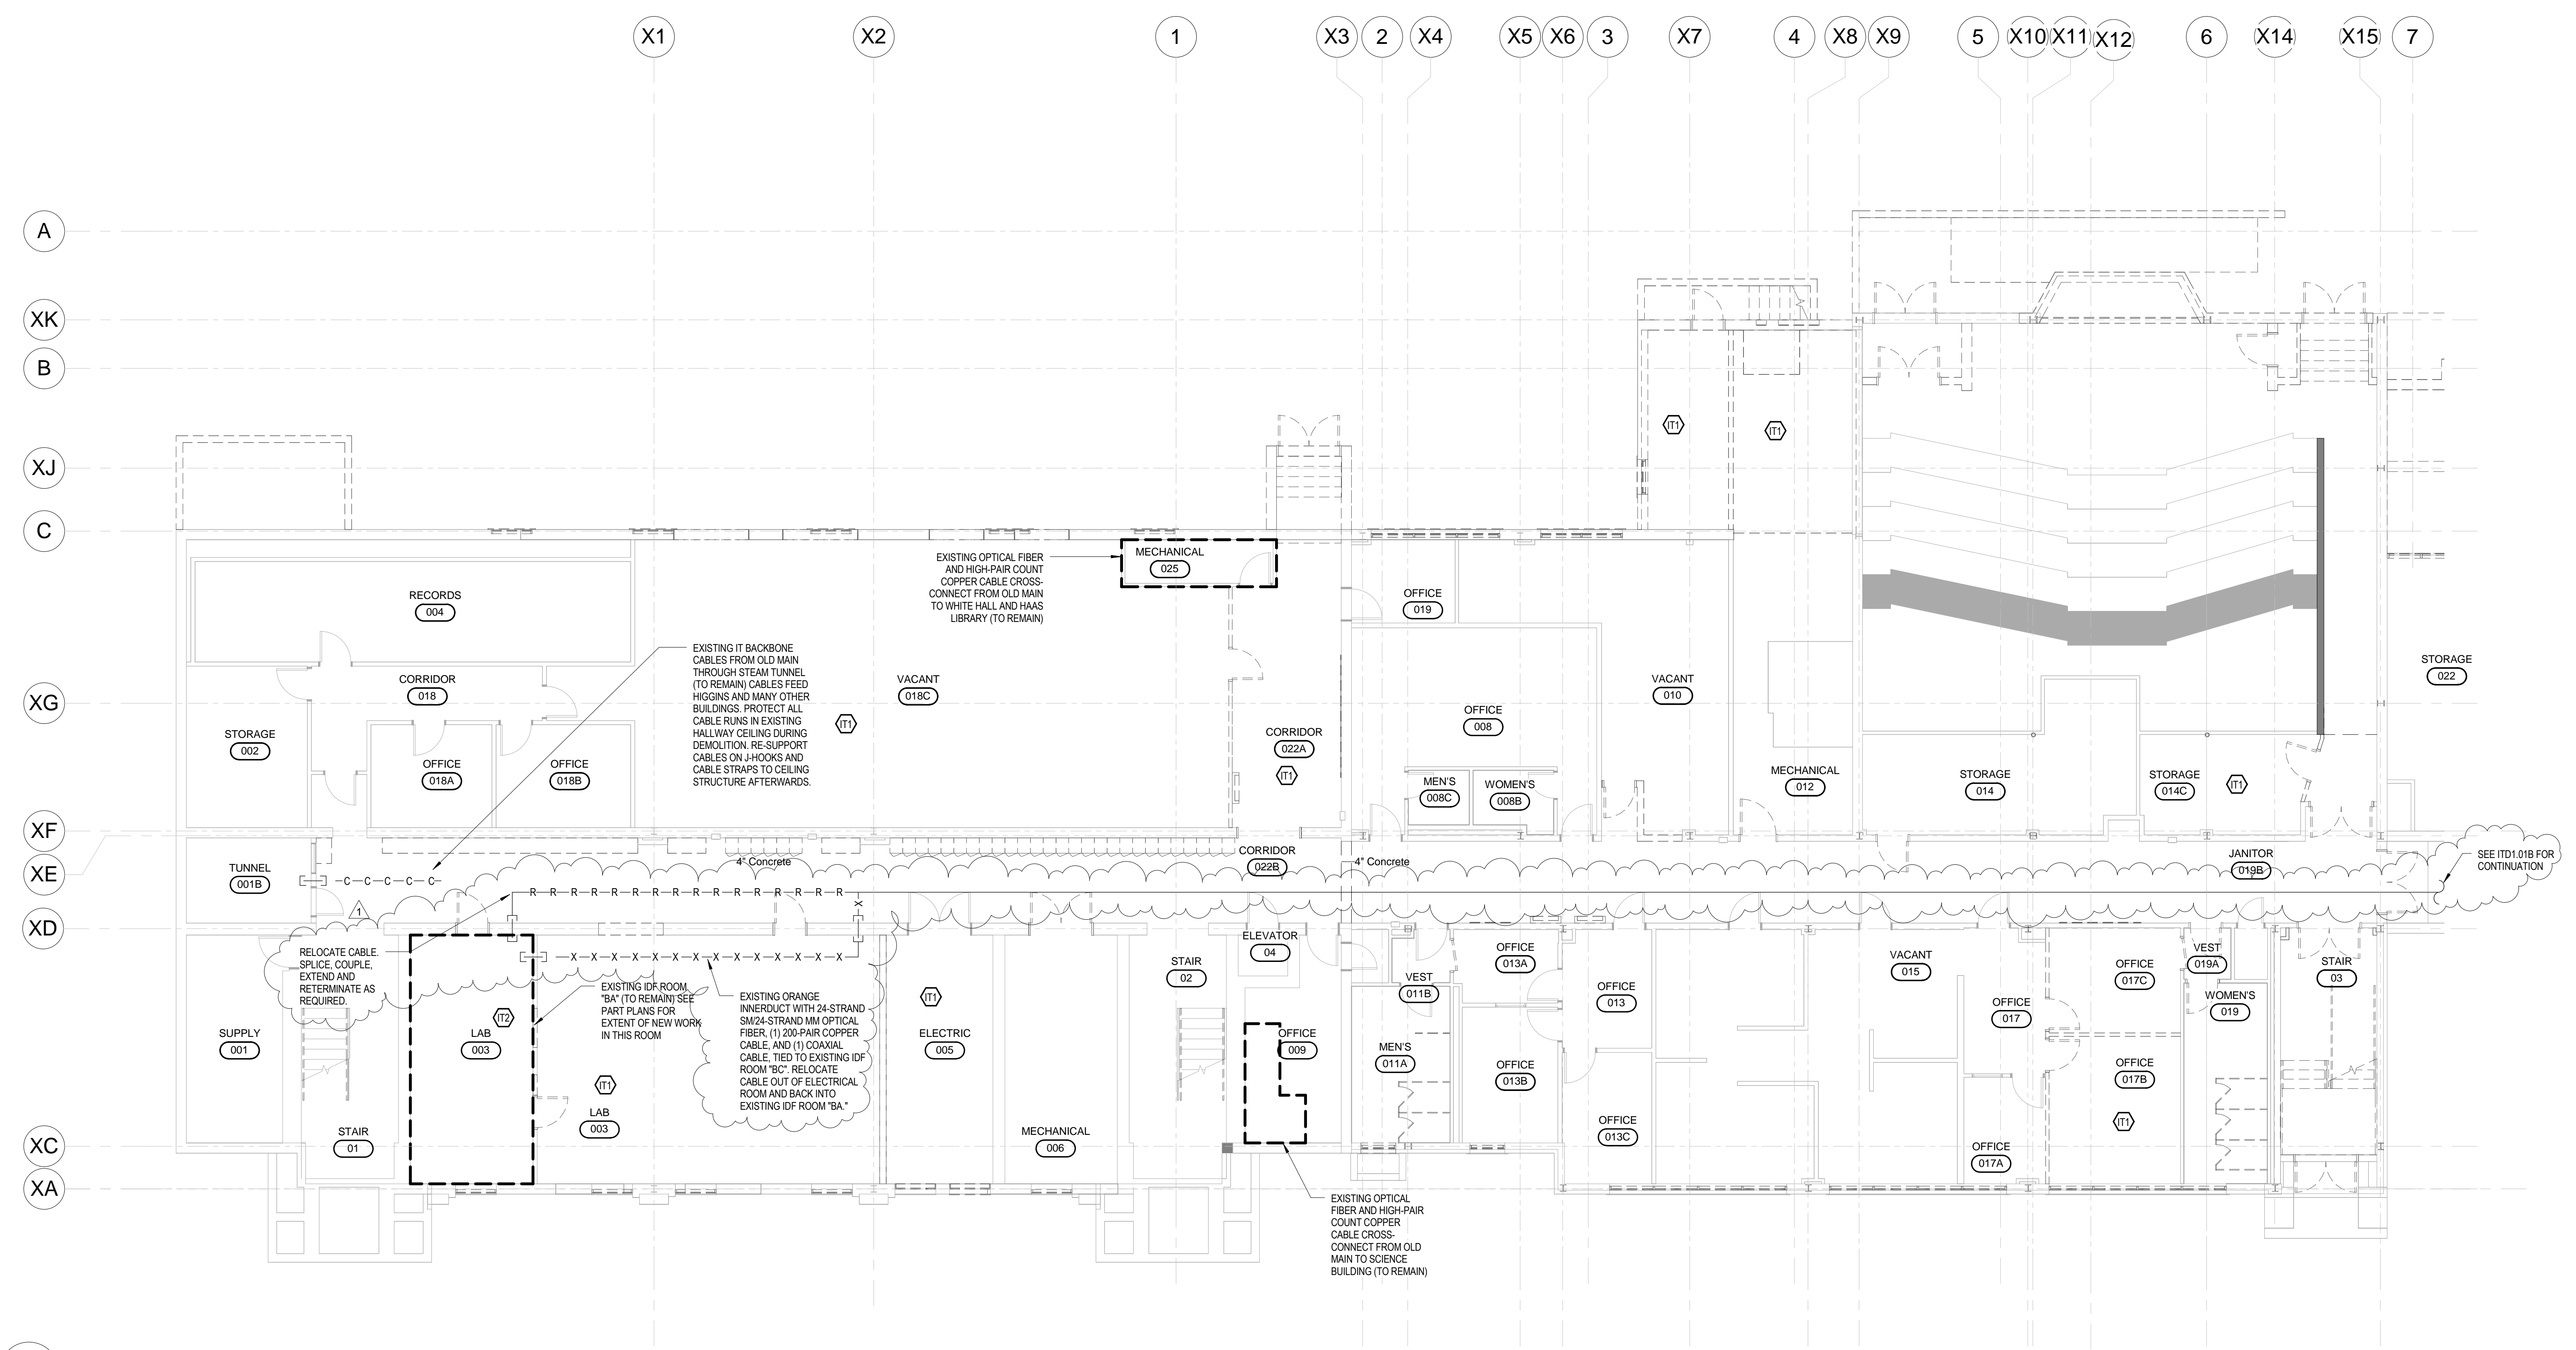 X1 X2 1 X3 2 X4 X5 X6 3 X7 4 X8 X9 5 X10 X11 X12 6 X14 X15 7
A
XK
B
XJ
C
XG
XF
XE
XD
XC
XA
IT1
IT1
MECHANICAL
025
EXISTING OPTICAL FIBER
AND HIGH-PAIR COUNT
COPPER CABLE CROSS-
CONNECT FROM OLD MAIN
TO WHITE HALL AND HAAS
LIBRARY (TO REMAIN)
RECORDS
004
OFFICE
019
EXISTING IT BACKBONE
CABLES FROM OLD MAIN
THROUGH STEAM TUNNEL
(TO REMAIN) CABLES FEED
HIGGINS AND MANY OTHER
BUILDINGS. PROTECT ALL
CABLE RUNS IN EXISTING
HALLWAY CEILING DURING
DEMOLITION. RE-SUPPORT
CABLES ON J-HOOKS AND
CABLE STRAPS TO CEILING
STRUCTURE AFTERWARDS.
CORRIDOR
018
VACANT
018C
IT1
VACANT
010
STORAGE
022
STORAGE
002
OFFICE
008
CORRIDOR
022A
IT1
OFFICE
018A
OFFICE
018B
MEN'S
008C
WOMEN'S
008B
MECHANICAL
012
STORAGE
014
STORAGE
014C
IT1
TUNNEL
001B
C C C C C
4" Concrete
CORRIDOR
022B
4" Concrete
JANITOR
019B
SEE ITD1.01B FOR
CONTINUATION
R R R R R R R R R R R R R R R
X
1
RELOCATE CABLE.
SPLICE, COUPLE,
EXTEND AND
RETERMINATE AS
REQUIRED.
X X X X X X X X X X X X X
EXISTING IDF ROOM
"BA" (TO REMAIN) SEE
PART PLANS FOR
EXTENT OF NEW WORK
IN THIS ROOM
EXISTING ORANGE
INNERDUCT WITH 24-STRAND
SM/24-STRAND MM OPTICAL
FIBER, (1) 200-PAIR COPPER
CABLE, AND (1) COAXIAL
CABLE, TIED TO EXISTING IDF
ROOM "BC". RELOCATE
CABLE OUT OF ELECTRICAL
ROOM AND BACK INTO
EXISTING IDF ROOM "BA."
STAIR
02
ELEVATOR
04
OFFICE
013A
VEST
011B
VACANT
015
OFFICE
017C
VEST
019A
STAIR
03
SUPPLY
001
IT2
LAB
003
IT1
ELECTRIC
005
OFFICE
009
OFFICE
013
OFFICE
017
WOMEN'S
019
MEN'S
011A
OFFICE
013B
OFFICE
017B
IT1
IT1
LAB
003
STAIR
01
MECHANICAL
006
OFFICE
013C
OFFICE
017A
EXISTING OPTICAL
FIBER AND HIGH-PAIR
COUNT COPPER
CABLE CROSS-
CONNECT FROM OLD
MAIN TO SCIENCE
BUILDING (TO REMAIN)